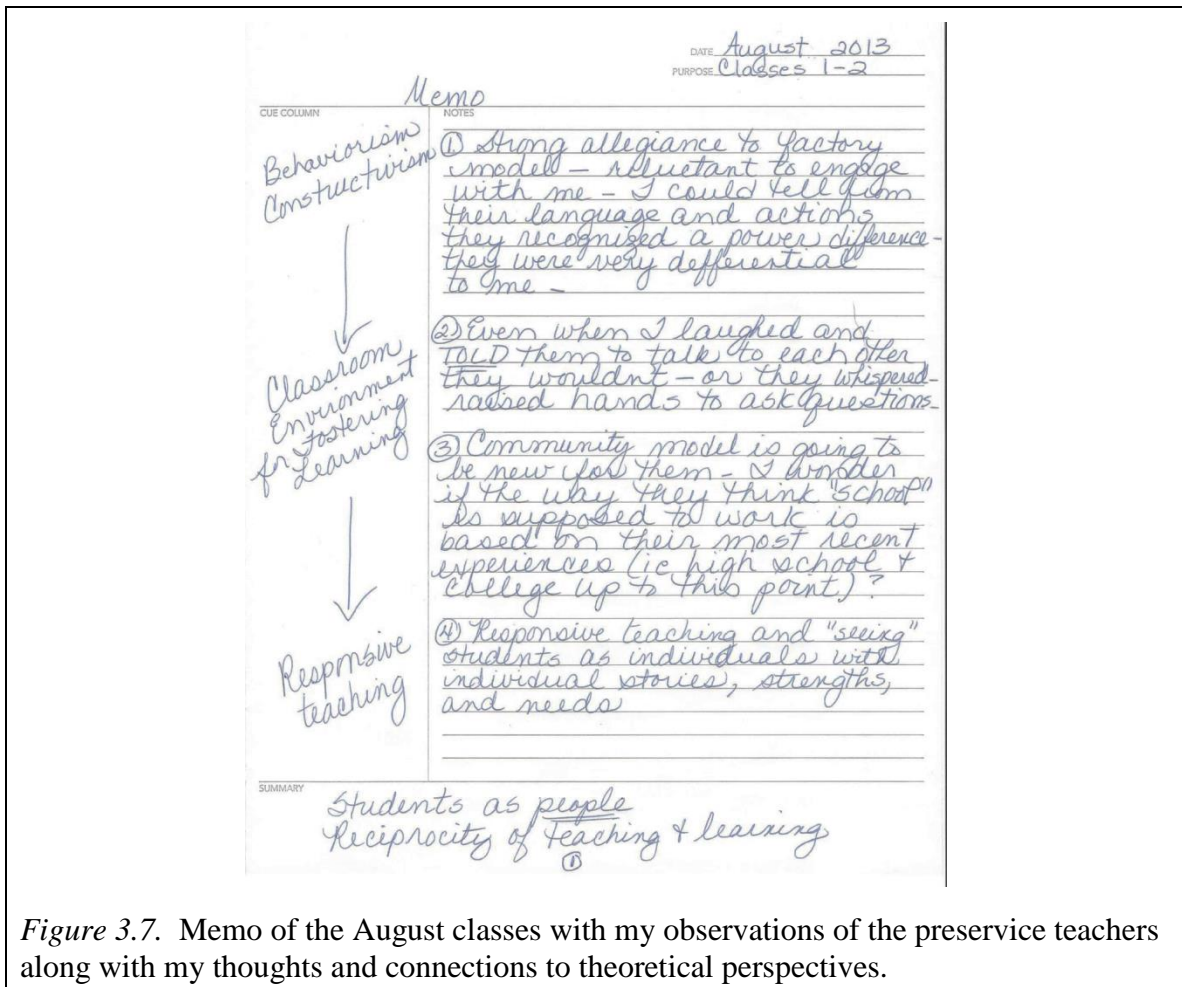 DATE August 2013
PURPOSE Classes 1-2
Memo
CUE COLUMN
NOTES
Behaviorism
Constuctivism
Classroom
Environment
for Fostering
Learning
Responsive
teaching
① Strong allegiance to factory
model – reluctant to engage
with me – I could tell from
their language and actions
they recognized a power difference –
they were very defferential
to me –
② Even when I laughed and
TOLD them to talk to each other
they wouldnt – or they whispered –
raised hands to ask questions –
③ Community model is going to
be new for them – I wonder
if the way they think "school"
is supposed to work is
based on their most recent
experiences (ie high school +
college up to this point)?
④ Responsive teaching and "seeing"
students as individuals with
individual stories, strengths,
and needs
SUMMARY
Students as people
Reciprocity of teaching + learning
①
Figure 3.7. Memo of the August classes with my observations of the preservice teachers
along with my thoughts and connections to theoretical perspectives.